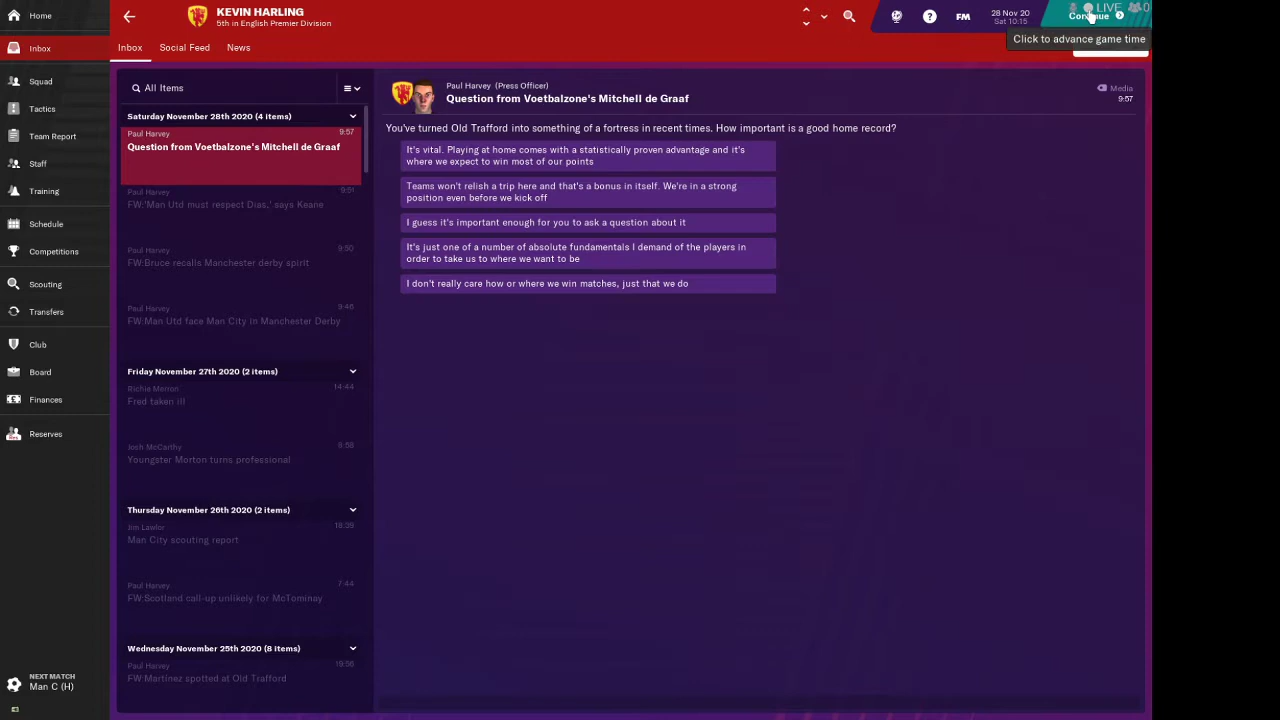 Home
Inbox
Squad
Tactics
Team Report
Staff
Training
Schedule
Competitions
Scouting
Transfers
Club
Board
Finances
Reserves
NEXT MATCH
Man C (H)
KEVIN HARLING
5th in English Premier Division
?
FM
28 Nov 20
Sat 10:15
LIVE
0
Continue
Click to advance game time
Inbox
Social Feed
News
All Items
Saturday November 28th 2020 (4 items)
Paul Harvey
9:57
Question from Voetbalzone's Mitchell de Graaf
Paul Harvey
9:51
FW:'Man Utd must respect Dias,' says Keane
Paul Harvey
9:50
FW:Bruce recalls Manchester derby spirit
Paul Harvey
9:46
FW:Man Utd face Man City in Manchester Derby
Friday November 27th 2020 (2 items)
14:44
Fred taken ill
Josh McCarthy
Youngster Morton turns professional
Thursday November 26th 2020 (2 items)
Jim Lawlor
18:39
Man City scouting report
Paul Harvey
7:44
FW:Scotland call-up unlikely for McTominay
Wednesday November 25th 2020 (8 items)
Paul Harvey
FW:Martinez spotted at Old Trafford
Paul Harvey (Press Officer)
Question from Voetbalzone's Mitchell de Graaf
Media
9:57
You've turned Old Trafford into something of a fortress in recent times. How important is a good home record?
It's vital. Playing at home comes with a statistically proven advantage and it's
where we expect to win most of our points
Teams won't relish a trip here and that's a bonus in itself. We're in a strong
position even before we kick off
I guess it's important enough for you to ask a question about it
It's just one of a number of absolute fundamentals I demand of the players in
order to take us to where we want to be
I don't really care how or where we win matches, just that we do